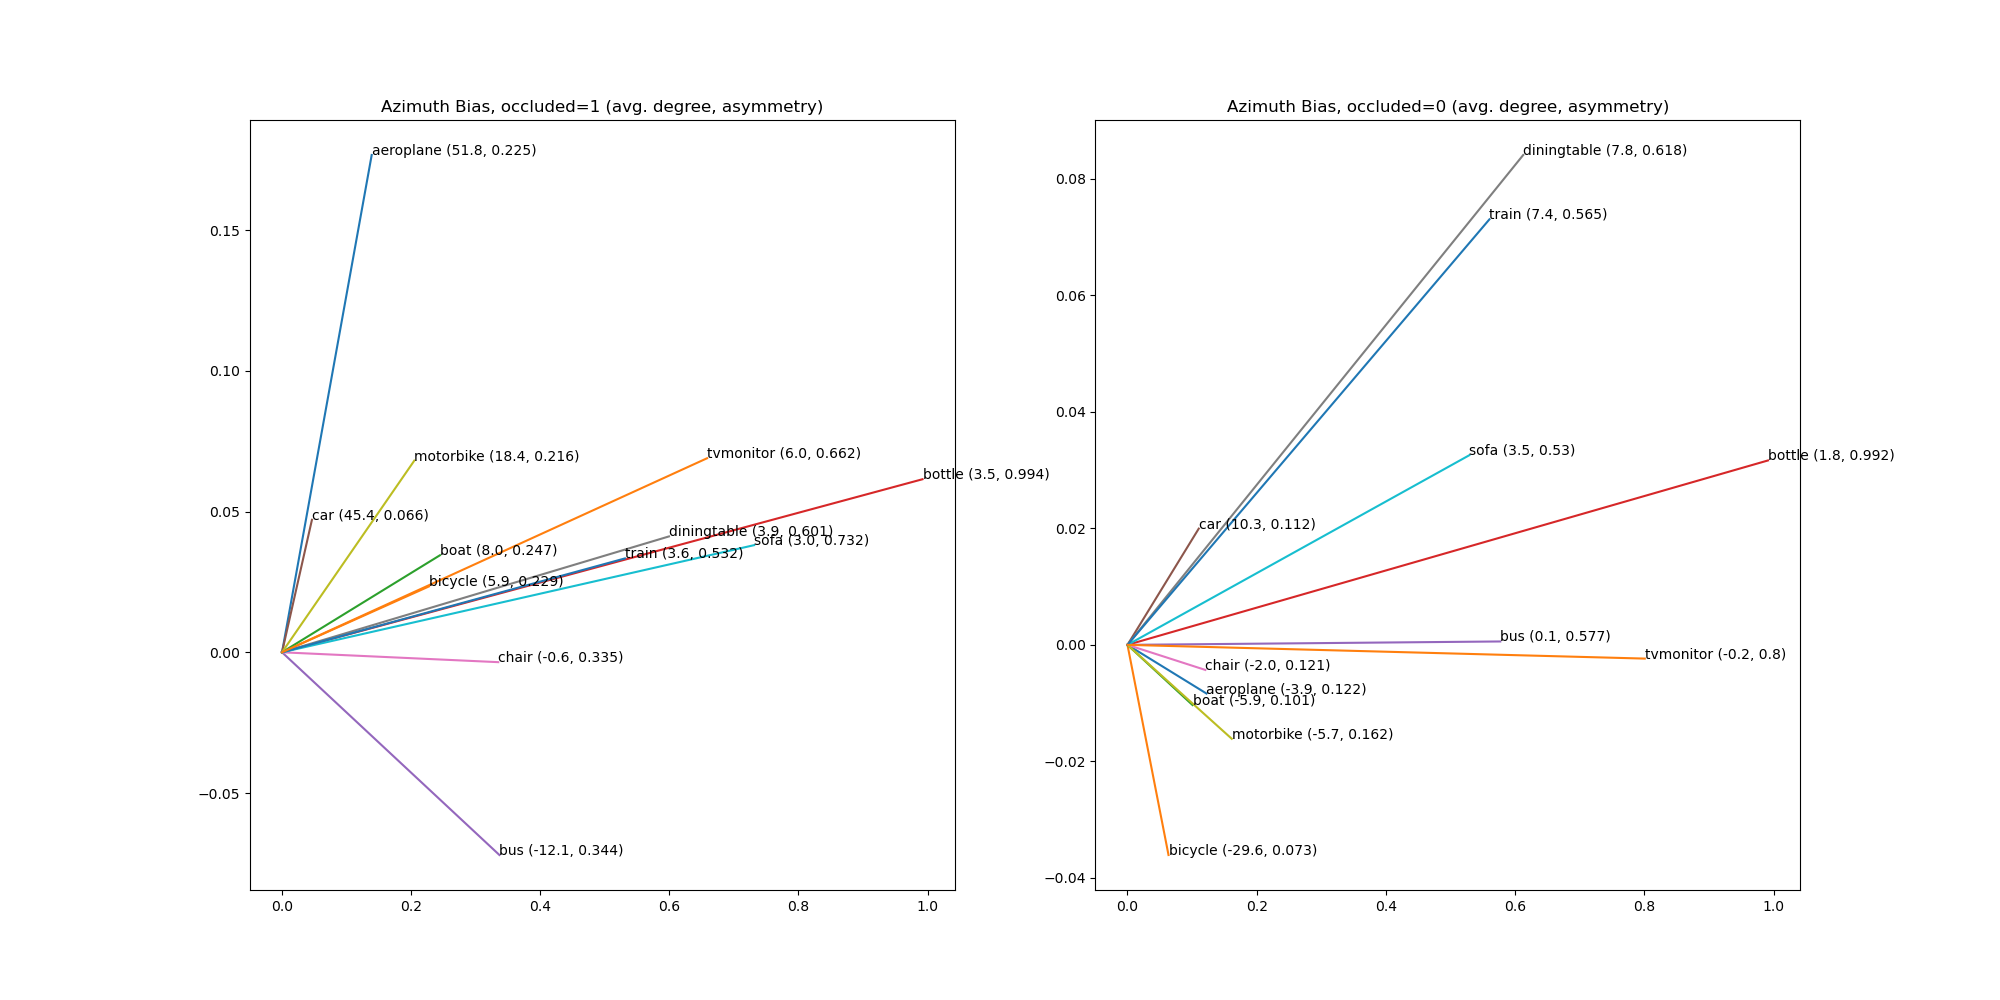 Azimuth Bias, occluded=1 (avg. degree, asymmetry)
aeroplane (51.8, 0.225)
motorbike (18.4, 0.216)
tvmonitor (6.0, 0.662)
bottle (3.5, 0.994)
car (45.4, 0.066)
diningtable (3.9, 0.601)
sofa (3.0, 0.732)
boat (8.0, 0.247)
train (3.6, 0.532)
bicycle (5.9, 0.229)
chair (-0.6, 0.335)
bus (-12.1, 0.344)
0.15
0.10
0.05
0.00
−0.05
0.0 0.2 0.4 0.6 0.8 1.0
Azimuth Bias, occluded=0 (avg. degree, asymmetry)
diningtable (7.8, 0.618)
train (7.4, 0.565)
sofa (3.5, 0.53)
bottle (1.8, 0.992)
car (10.3, 0.112)
bus (0.1, 0.577)
tvmonitor (-0.2, 0.8)
chair (-2.0, 0.121)
aeroplane (-3.9, 0.122)
boat (-5.9, 0.101)
motorbike (-5.7, 0.162)
bicycle (-29.6, 0.073)
0.08
0.06
0.04
0.02
0.00
−0.02
−0.04
0.0 0.2 0.4 0.6 0.8 1.0